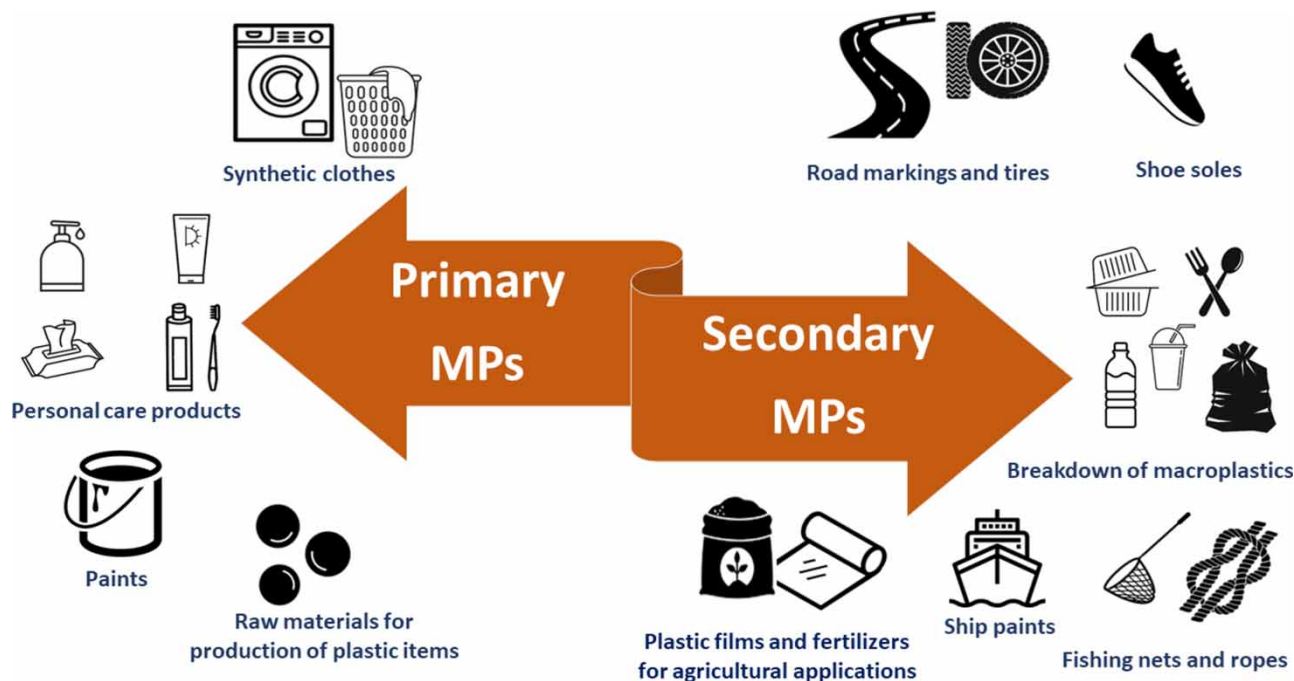 Synthetic clothes
Road markings and tires
Shoe soles
Primary
MPs
Secondary
MPs
Personal care products
Breakdown of macroplastics
Paints
Raw materials for
production of plastic items
Plastic films and fertilizers
for agricultural applications
Ship paints
Fishing nets and ropes